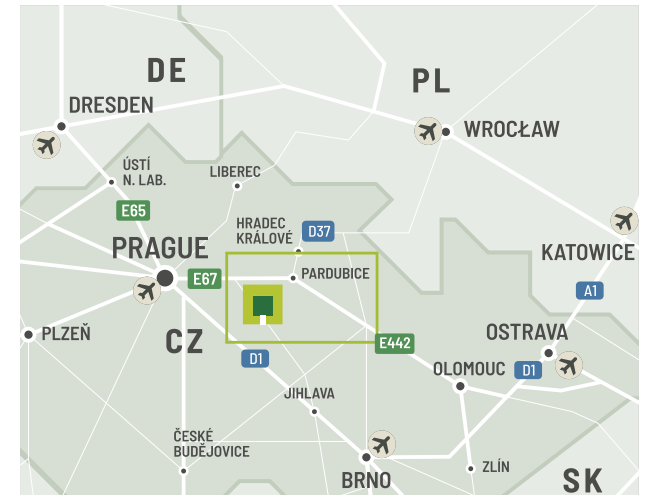 DE
PL
DRESDEN
WROCŁAW
ÚSTÍ
N. LAB.
LIBEREC
E65
HRADEC
KRÁLOVÉ
D37
PRAGUE
KATOWICE
E67
PARDUBICE
A1
PLZEŇ
CZ
E442
OSTRAVA
D1
OLOMOUC
D1
JIHLAVA
ČESKÉ
BUDĚJOVICE
ZLÍN
BRNO
SK